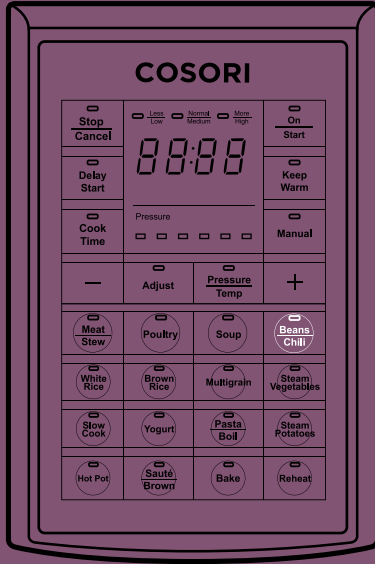 COSORI
Stop
Cancel
Less
Low
Normal
Medium
More
High
On
Start
88:88
Delay
Start
Keep
Warm
Cook
Time
Pressure
Manual
—
Adjust
Pressure
Temp
+
Meat
Stew
Poultry
Soup
Beans
Chili
White
Rice
Brown
Rice
Multigrain
Steam
Vegetables
Slow
Cook
Yogurt
Pasta
Boil
Steam
Potatoes
Hot Pot
Sauté
Brown
Bake
Reheat